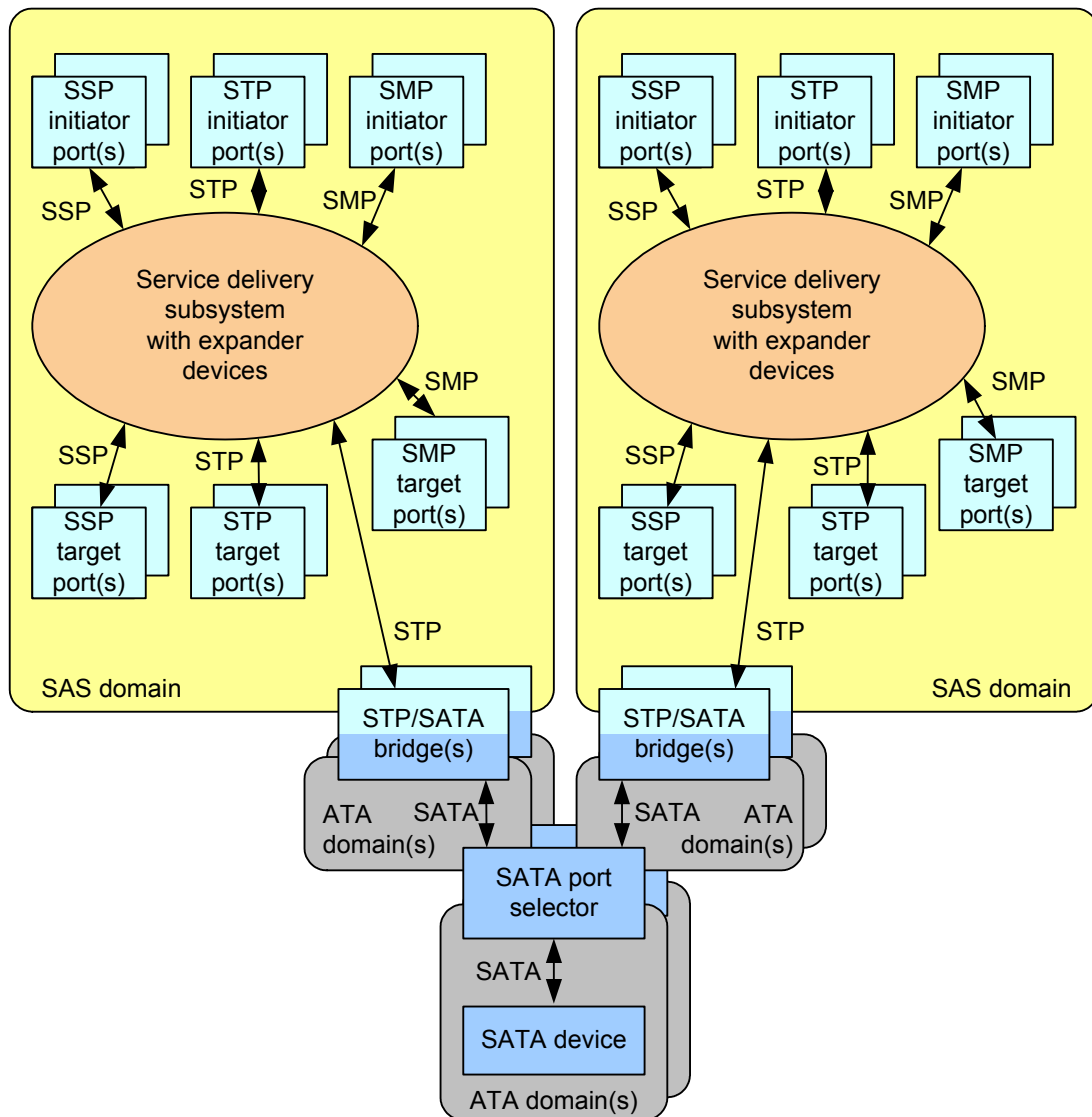 SSP
initiator
port(s)
STP
initiator
port(s)
SMP
initiator
port(s)
SSP
STP
SMP
Service delivery
subsystem
with expander
devices
SMP
SSP
STP
SMP
target
port(s)
SSP
target
port(s)
STP
target
port(s)
STP
SAS domain
SSP
initiator
port(s)
STP
initiator
port(s)
SMP
initiator
port(s)
SSP
STP
SMP
Service delivery
subsystem
with expander
devices
SMP
SSP
STP
SMP
target
port(s)
SSP
target
port(s)
STP
target
port(s)
STP
SAS domain
STP/SATA
bridge(s)
STP/SATA
bridge(s)
ATA
domain(s)
SATA
SATA
ATA
domain(s)
SATA port
selector
SATA
SATA device
ATA domain(s)